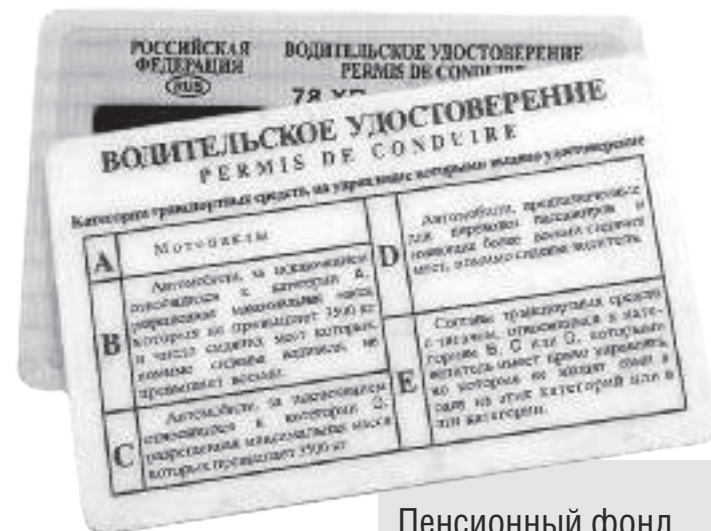 РОССИЙСКАЯ
ФЕДЕРАЦИЯ
RUS
ВОДИТЕЛЬСКОЕ УДОСТОВЕРЕНИЕ
PERMIS DE CONDUIRE
78
ВОДИТЕЛЬСКОЕ УДОСТОВЕРЕНИЕ
PERMIS DE CONDUIRE
Категории транспортных средств, на управление которыми выдано удостоверение
A
Мотоциклы
B
Автомобили, за исключением
относящихся к категории A,
разрешенная максимальная масса
которых не превышает 3500 кг
и число сидячих мест которых,
помимо сиденья водителя, не
превышает восьми.
C
Автомобили, за исключением
относящихся к категории D,
разрешенная максимальная масса
которых превышает 3500 кг
D
Автомобили, предназначенные
для перевозки пассажиров и
имеющие более восьми сидячих
мест, помимо сиденья водителя.
E
Составы транспортных средств
с тягачом, относящимся к кате-
гориям B, C или D, которыми
водитель имеет право управлять,
но которые не входят сами в
одну из этих категорий или в
эти категории.
Пенсионный фонд